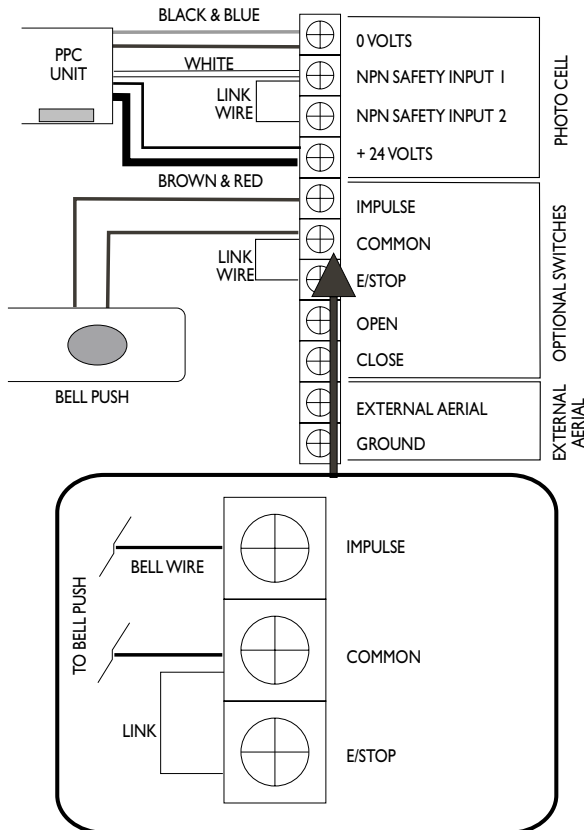 BLACK & BLUE
PPC
UNIT
WHITE
LINK
WIRE
BROWN & RED
0 VOLTS
NPN SAFETY INPUT 1
NPN SAFETY INPUT 2
+ 24 VOLTS
PHOTO CELL
IMPULSE
COMMON
E/STOP
OPEN
CLOSE
OPTIONAL SWITCHES
LINK
WIRE
BELL PUSH
EXTERNAL AERIAL
GROUND
EXTERNAL
AERIAL
TO BELL PUSH
BELL WIRE
IMPULSE
COMMON
LINK
E/STOP